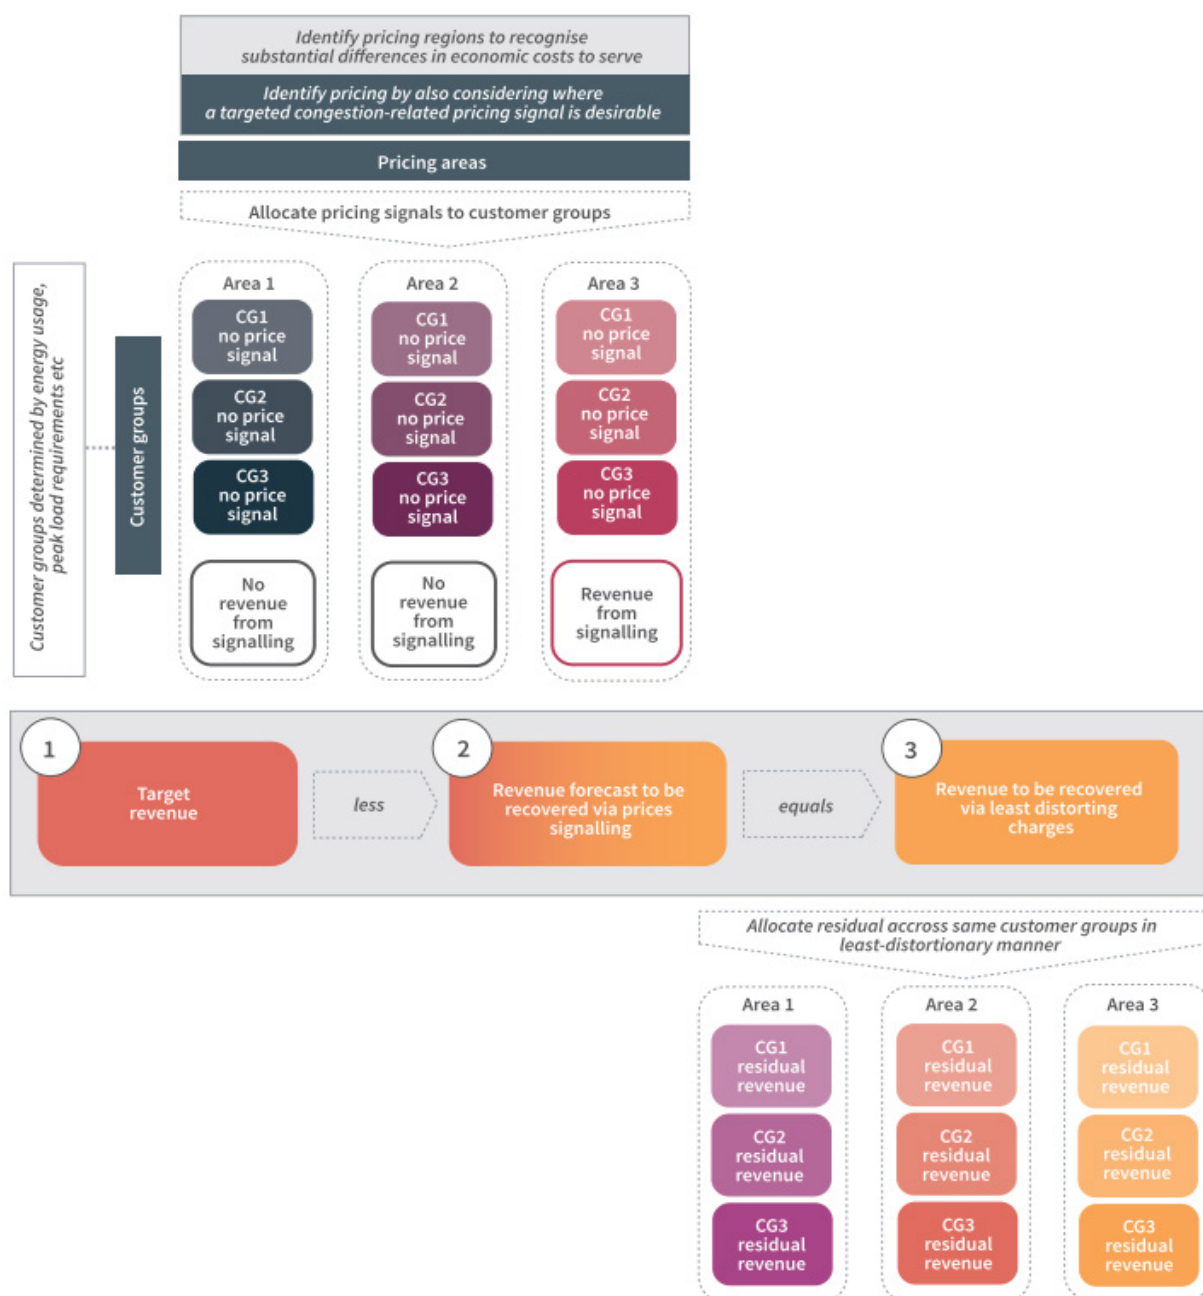 Identify pricing regions to recognise
substantial differences in economic costs to serve
Identify pricing by also considering where
a targeted congestion-related pricing signal is desirable
Pricing areas
Allocate pricing signals to customer groups
Customer groups determined by energy usage,
peak load requirements etc
Customer groups
Area 1
CG1
no price
signal
CG2
no price
signal
CG3
no price
signal
No
revenue
from
signalling
Area 2
CG1
no price
signal
CG2
no price
signal
CG3
no price
signal
No
revenue
from
signalling
Area 3
CG1
no price
signal
CG2
no price
signal
CG3
no price
signal
Revenue
from
signalling
1
Target
revenue
less
2
Revenue forecast to be
recovered via prices
signalling
equals
3
Revenue to be recovered
via least distorting
charges
Allocate residual accross same customer groups in
least-distortionary manner
Area 1
CG1
residual
revenue
CG2
residual
revenue
CG3
residual
revenue
Area 2
CG1
residual
revenue
CG2
residual
revenue
CG3
residual
revenue
Area 3
CG1
residual
revenue
CG2
residual
revenue
CG3
residual
revenue